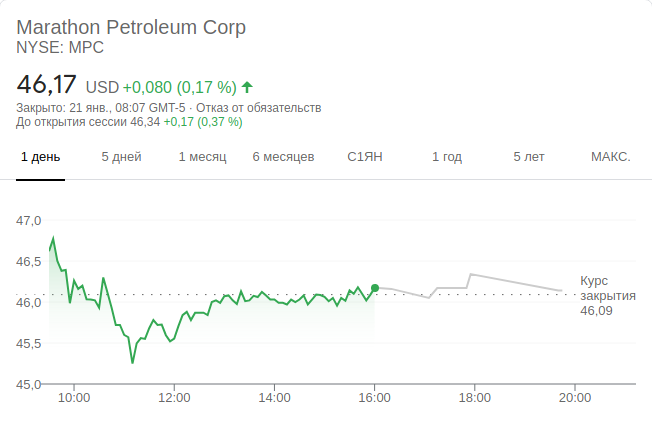 Marathon Petroleum Corp
NYSE: MPC
46,17 USD +0,080 (0,17 %)
Закрыто: 21 янв., 08:07 GMT-5 · Отказ от обязательств
До открытия сессии 46,34 +0,17 (0,37 %)
1 день 5 дней 1 месяц 6 месяцев С1ЯН 1 год 5 лет МАКС.
47,0
46,5
46,0
45,5
45,0
Курс
закрытия
46,09
10:00 12:00 14:00 16:00 18:00 20:00